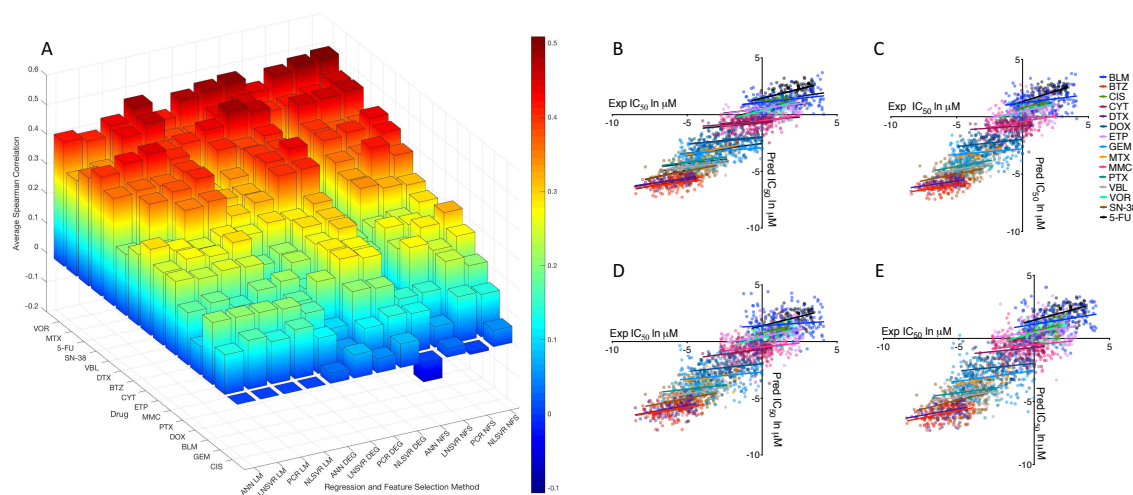 A
0.6
0.5
0.4
0.3
0.2
0.1
0
-0.1
-0.2
Average Spearman Correlation
VOR
MTX
5-FU
SN-38
VBL
DTX
BTZ
CYT
ETP
MMC
PTX
DOX
BLM
GEM
CIS
Drug
ANN LM
LNSVR LM
PCR LM
NLSVR LM
ANN DEG
LNSVR DEG
PCR DEG
NLSVR DEG
ANN NFS
LNSVR NFS
PCR NFS
NLSVR NFS
Regression and Feature Selection Method
0.5
0.4
0.3
0.2
0.1
0
-0.1
B
5
Exp IC50 ln µM
-10
-5
5
-5
-10
Pred IC50 ln µM
C
5
Exp IC50 ln µM
-10
-5
5
-5
-10
Pred IC50 ln µM
BLM
BTZ
CIS
CYT
DTX
DOX
ETP
GEM
MTX
MMC
PTX
VBL
VOR
SN-38
5-FU
D
5
Exp IC50 ln µM
-10
-5
5
-5
-10
Pred IC50 ln µM
E
5
Exp IC50 ln µM
-10
-5
5
-5
-10
Pred IC50 ln µM